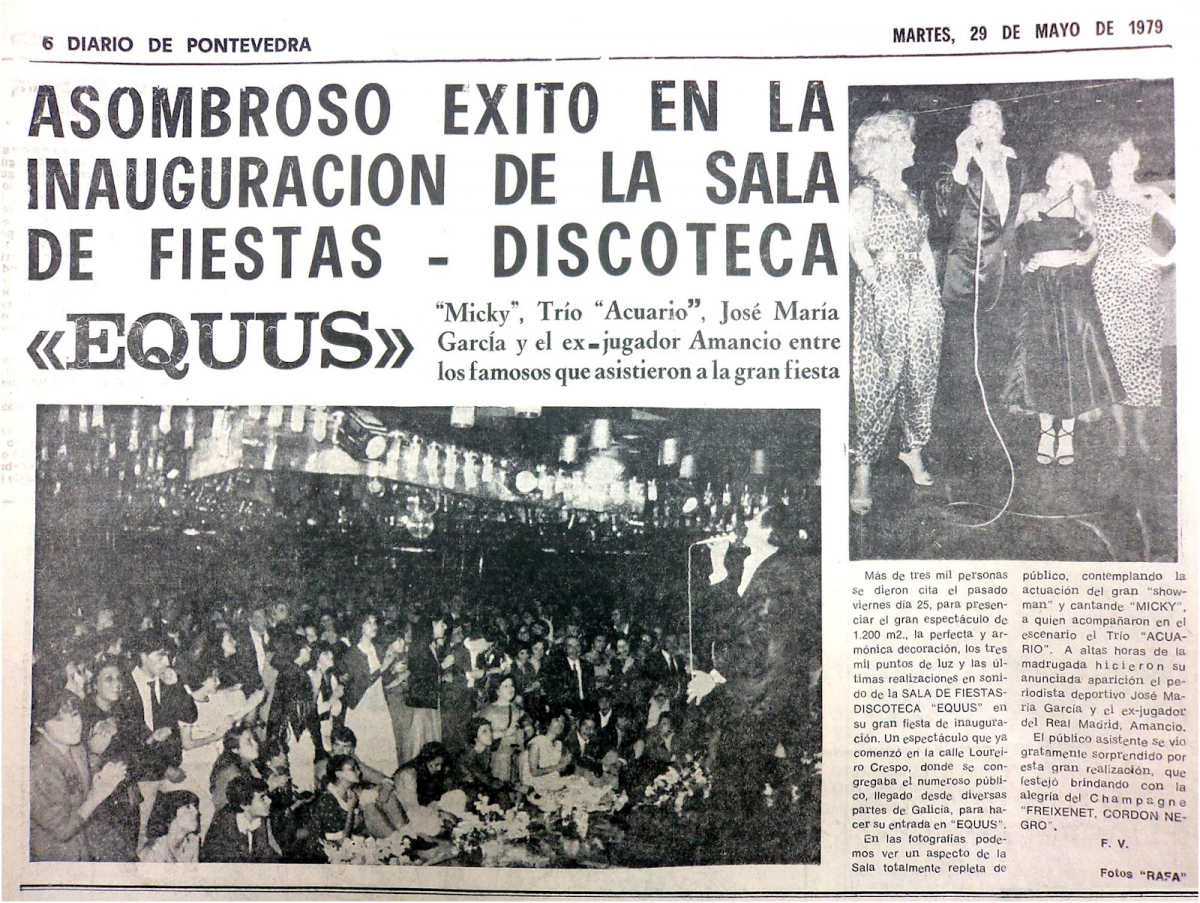 6 DIARIO DE PONTEVEDRA
MARTES, 29 DE MAYO DE 1979
ASOMBROSO EXITO EN LA
INAUGURACION DE LA SALA
DE FIESTAS - DISCOTECA
«EQUUS»
"Micky", Trío "Acuario", José María
García y el ex-jugador Amancio entre
los famosos que asistieron a la gran fiesta
Más de tres mil personas
se dieron cita el pasado
viernes día 25, para presen-
ciar el gran espectáculo de
1.200 m2., la perfecta y ar-
mónica decoración, los tres
mil puntos de luz y las úl-
timas realizaciones en sonido
de la SALA DE FIESTAS-
DISCOTECA "EQUUS" en
su gran fiesta de inaugura-
ción. Un espectáculo que ya
comenzó en la calle Lourei-
ro Crespo, donde se con-
gregaba el numeroso públi-
co, llegado desde diversas
partes de Galicia, para ha-
cer su entrada en "EQUUS".
En las fotografías pode-
mos ver un aspecto de la
Sala totalmente repleta de
público, contemplando la
actuación del gran "show-
man" y cantande "MICKY",
a quien acompañaron en el
escenario el Trío "ACUA-
RIO". A altas horas de la
madrugada hicieron su
anunciada aparición el pe-
riodista deportivo José Ma-
ría García y el ex-jugador
del Real Madrid, Amancio.
El público asistente se vio
gratamente sorprendido por
esta gran realización, que
festejó brindando con la
alegría del Champagne
"FREIXENET, CORDON NE-
GRO".
F. V.
Fotos "RAFA"